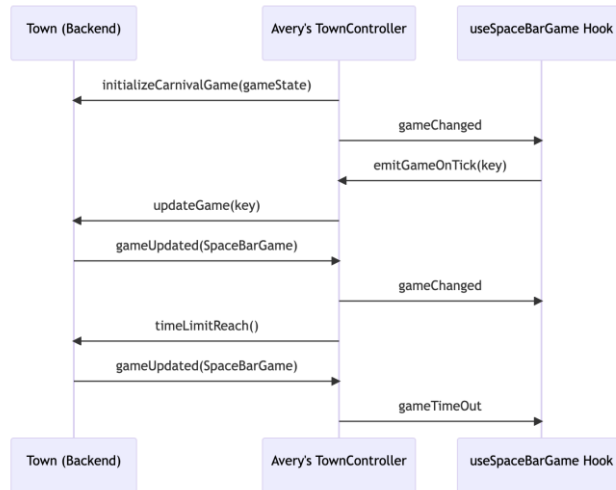 Town (Backend)
Avery's TownController
useSpaceBarGame Hook
initializeCarnivalGame(gameState)
gameChanged
emitGameOnTick(key)
updateGame(key)
gameUpdated(SpaceBarGame)
gameChanged
timeLimitReach()
gameUpdated(SpaceBarGame)
gameTimeOut
Town (Backend)
Avery's TownController
useSpaceBarGame Hook